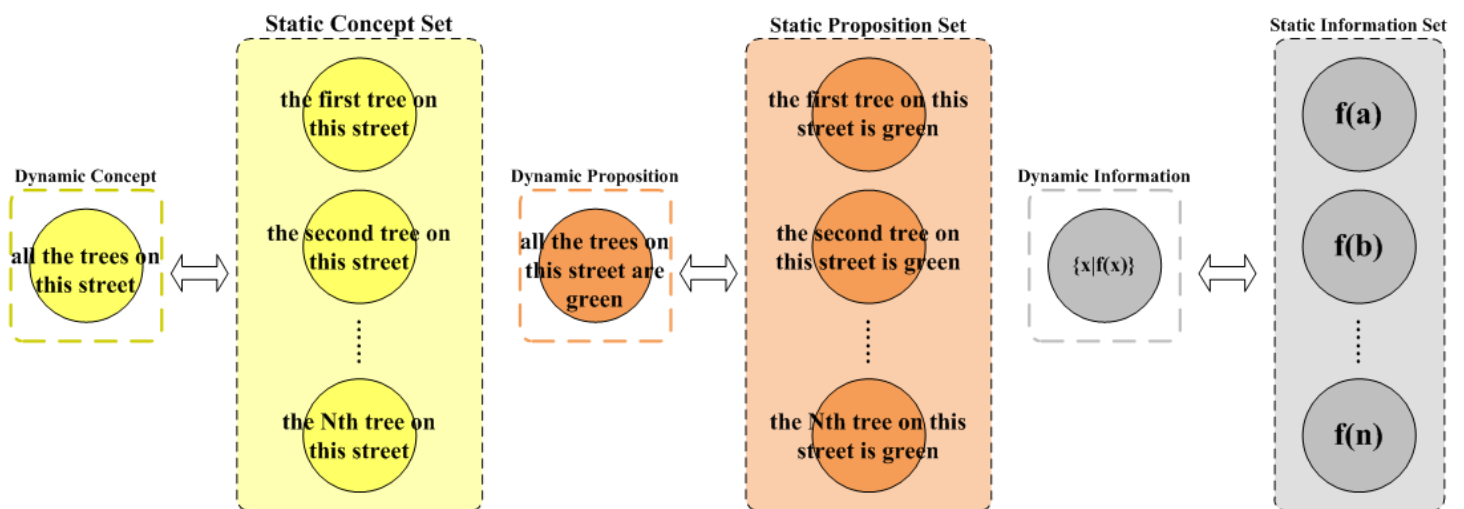 Static Concept Set
the first tree on
this street
the second tree on
this street
the Nth tree on
this street
Dynamic Concept
all the trees on
this street
Static Proposition Set
the first tree on this
street is green
the second tree on
this street is green
the Nth tree on this
street is green
Dynamic Proposition
all the trees on
this street are
green
Static Information Set
f(a)
f(b)
f(n)
Dynamic Information
{x|f(x)}